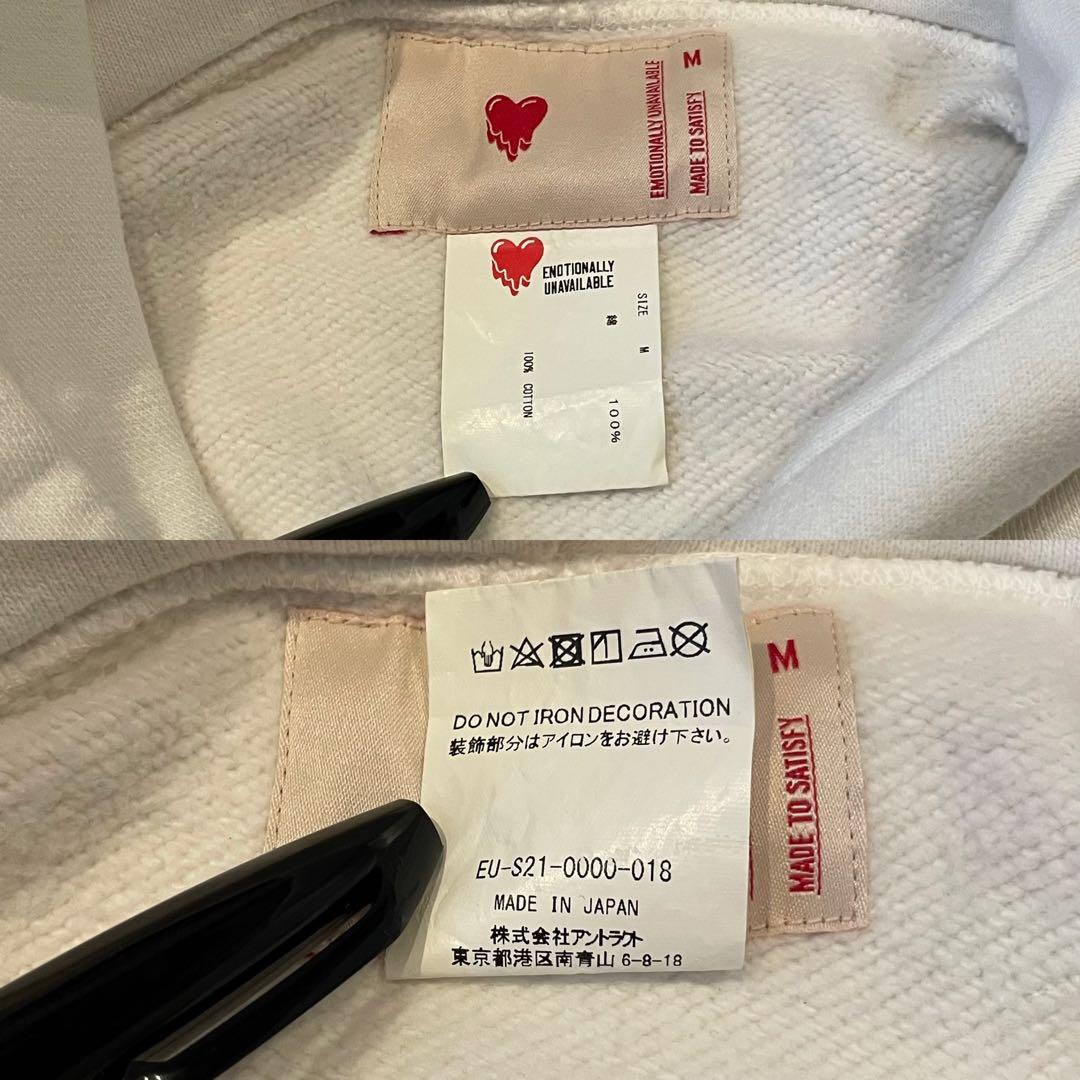 M
EMOTIONALLY UNAVAILABLE
MADE TO SATISFY
EMOTIONALLY
UNAVAILABLE
SIZE M
綿 100%
100% COTTON
M
MADE TO SATISFY
DO NOT IRON DECORATION
装飾部分はアイロンをお避け下さい。
EU-S21-0000-018
MADE IN JAPAN
株式会社アントラクト
東京都港区南青山 6-8-18